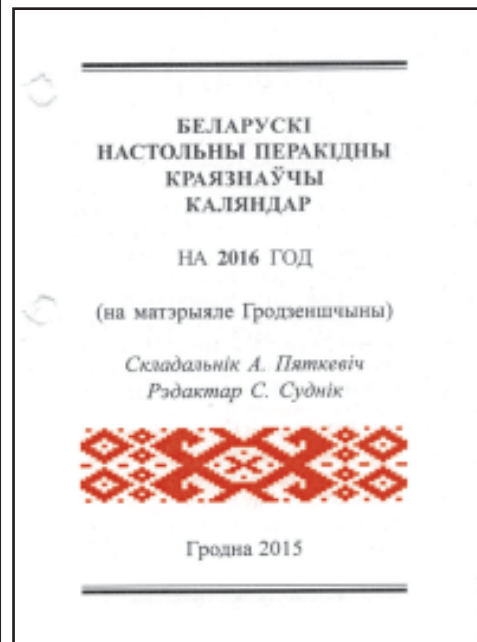 БЕЛАРУСКІ
НАСТОЛЬНЫ ПЕРАКІДНЫ
КРАЯЗНАЎЧЫ
КАЛЯНДАР
НА 2016 ГОД
(на матэрыяле Гродзеншчыны)
Складальнік А. Пяткевіч
Рэдактар С. Суднік
Гродна 2015